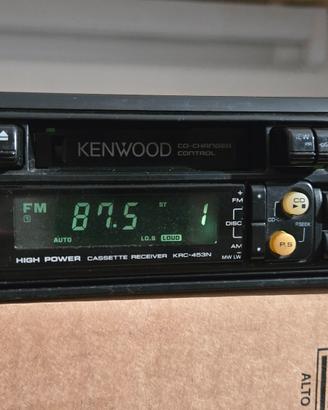 KENWOOD CD-CHANGER
CONTROL
FM 87.5 ST 1
AUTO LO.S LOUD
HIGH POWER CASSETTE RECEIVER KRC-453N
FM
DISC
AM
MW LW
CD
P.S
ALTO